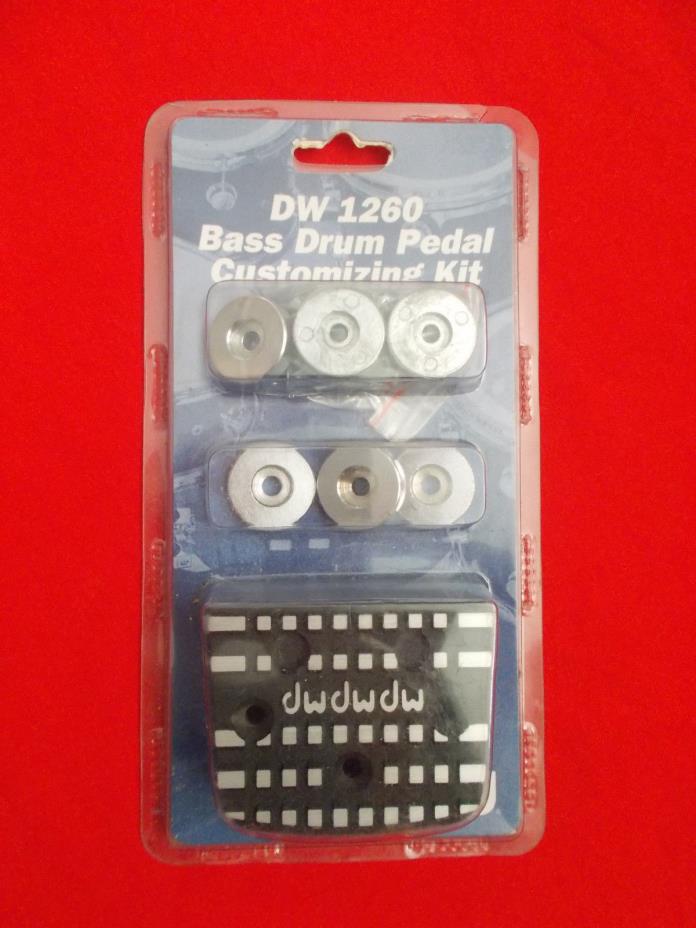 DW 1260
Bass Drum Pedal
Customizing Kit
dwdwdw